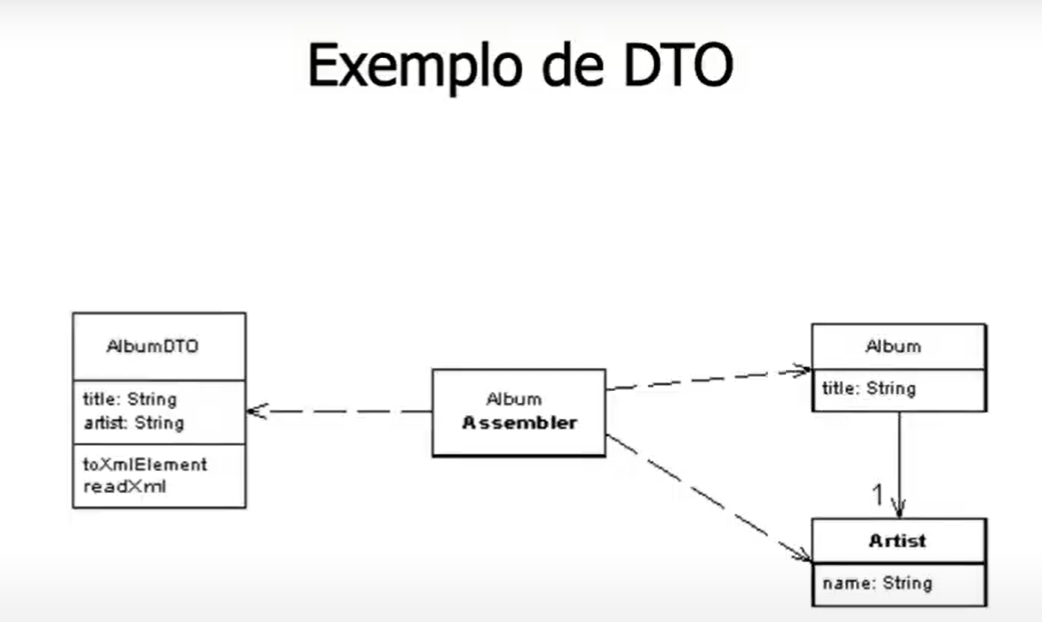 Exemplo de DTO
AlbumDTO
title: String
artist: String
toXmlElement
readXml
Album
Assembler
Album
title: String
1
Artist
name: String